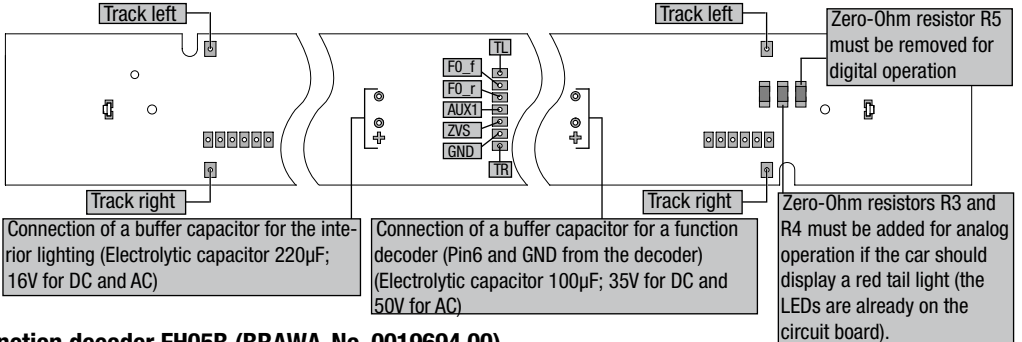 Track left
Track left
Zero-Ohm resistor R5
must be removed for
digital operation
TL
F0_f
F0_r
AUX1
ZVS
GND
TR
Track right
Track right
Connection of a buffer capacitor for the inte-
rior lighting (Electrolytic capacitor 220µF;
16V for DC and AC)
Connection of a buffer capacitor for a function
decoder (Pin6 and GND from the decoder)
(Electrolytic capacitor 100µF; 35V for DC and
50V for AC)
Zero-Ohm resistors R3 and
R4 must be added for analog
operation if the car should
display a red tail light (the
LEDs are already on the
circuit board).